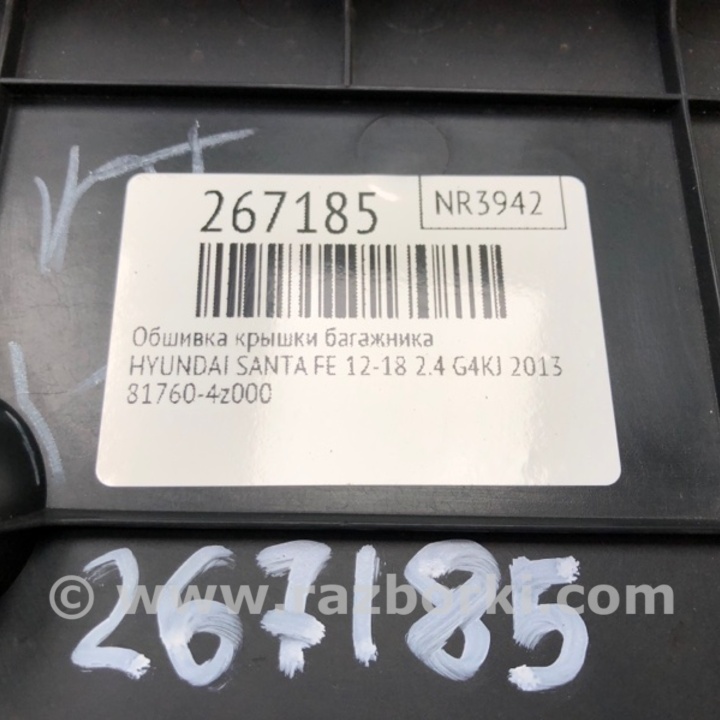 267185
NR3942
Обшивка крышки багажника
HYUNDAI SANTA FE 12-18 2.4 G4KJ 2013
81760-4z000
© www.razborki.com
267185